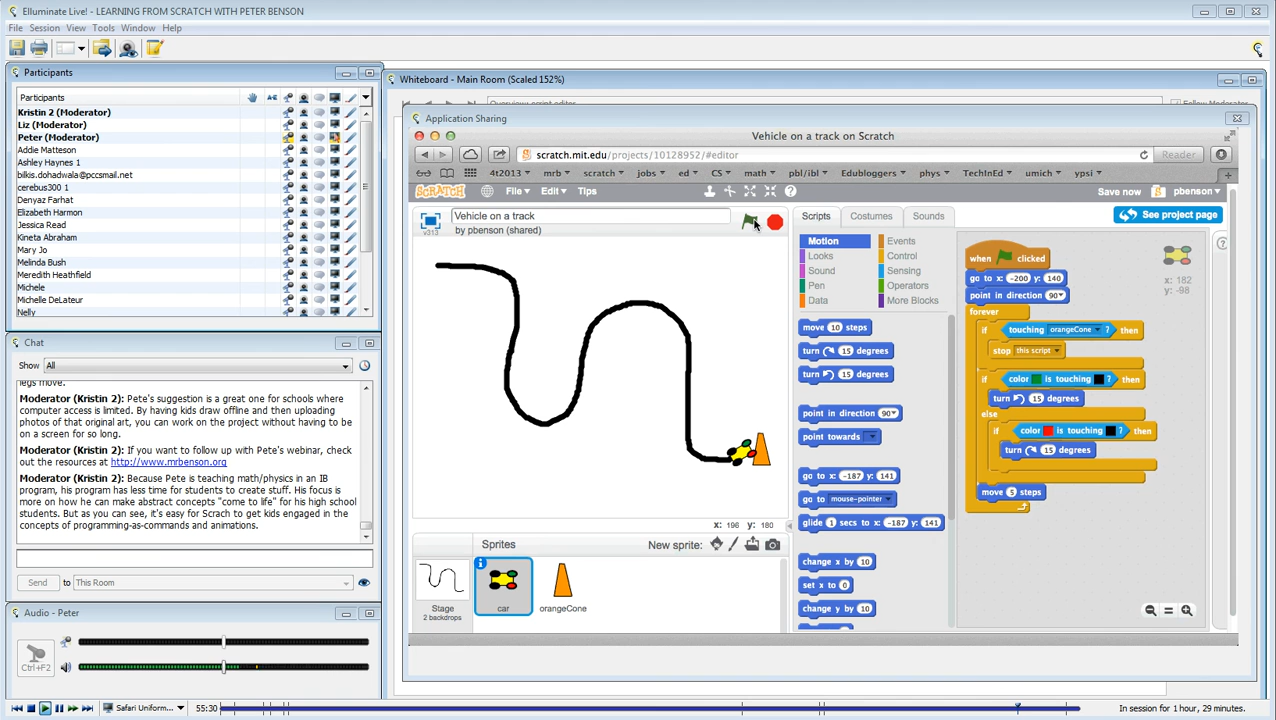 Elluminate Live! - LEARNING FROM SCRATCH WITH PETER BENSON
File Session View Tools Window Help
Participants
Participants
Kristin 2 (Moderator)
Liz (Moderator)
Peter (Moderator)
Addie Matteson
Ashley Haynes 1
bilkis.dohadwala@pccsmail.net
cerebus300 1
Denyaz Farhat
Elizabeth Harmon
Jessica Read
Kineta Abraham
Mary Jo
Melinda Bush
Meredith Heathfield
Michele
Michelle DeLateur
Nelly
Chat
Show All
legs move.
Moderator (Kristin 2): Pete's suggestion is a great one for schools where
computer access is limited. By having kids draw offline and then uploading
photos of that original art, you can work on the project without having to be
on a screen for so long.
Moderator (Kristin 2): If you want to follow up with Pete's webinar, check
out the resources at http://www.mrbenson.org
Moderator (Kristin 2): Because Pete is teaching math/physics in an IB
program, his program has less time for students to create stuff. His focus is
more on how he can make abstract concepts "come to life" for his high school
students. But as you can see, it's easy for Scrach to get kids engaged in the
concepts of programming-as-commands and animations.
Send to This Room
Audio - Peter
Ctrl+F2
Safari Uniform...
55:30
In session for 1 hour, 29 minutes.
Whiteboard - Main Room (Scaled 152%)
Overview script editor
Follow Moderator
Application Sharing
Vehicle on a track on Scratch
scratch.mit.edu/projects/10128952/#editor
Reader
4t2013 mrb scratch jobs ed CS math pbl/ibl Edubloggers phys TechInEd umich ypsi
SCRATCH File Edit Tips
Save now pbenson
Vehicle on a track
by pbenson (shared)
v313
Scripts Costumes Sounds
See project page
Motion Events
Looks Control
Sound Sensing
Pen Operators
Data More Blocks
move 10 steps
turn 15 degrees
turn 15 degrees
point in direction 90
point towards
go to x: -187 y: 141
go to mouse-pointer
glide 1 secs to x: -187 y: 141
change x by 10
set x to 0
change y by 10
when clicked
go to x: -200 y: 140
point in direction 90
forever
if touching orangeCone ? then
stop this script
if color is touching ? then
turn 15 degrees
else
if color is touching ? then
turn 15 degrees
move 5 steps
x: 182
y: -98
x: 196 y: 180
Sprites New sprite:
Stage
2 backdrops
car
orangeCone